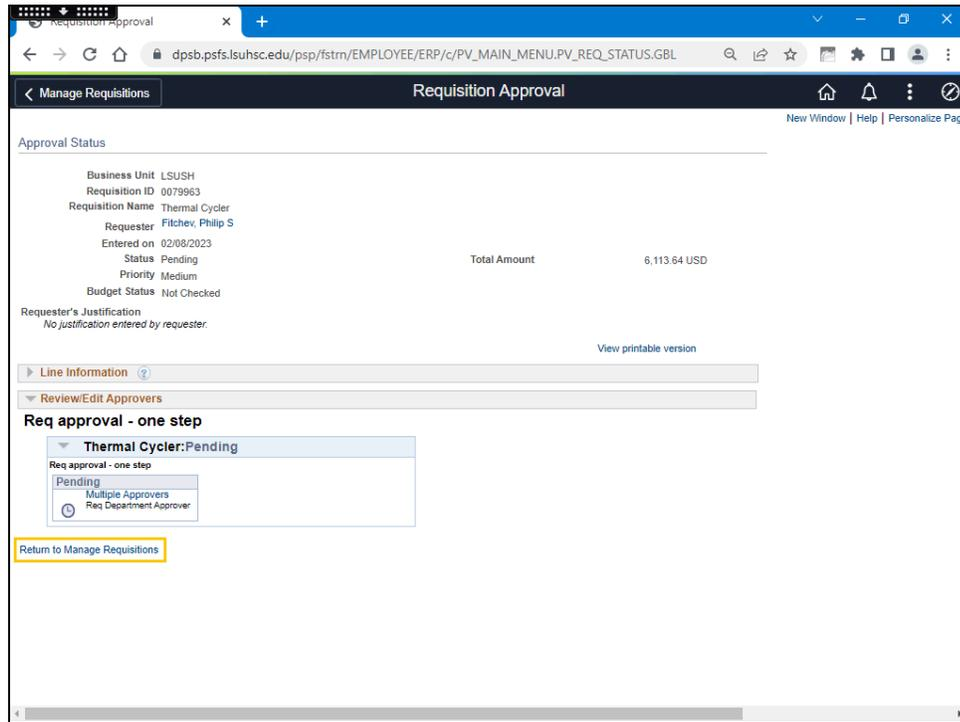 Requisition Approval
dpsb.psfs.lsuhsc.edu/psp/fstrn/EMPLOYEE/ERP/c/PV_MAIN_MENU.PV_REQ_STATUS.GBL
Manage Requisitions
Requisition Approval
New Window | Help | Personalize Pag
Approval Status
Business Unit LSUSH
Requisition ID 0079963
Requisition Name Thermal Cycler
Requester Fitchev, Philip S
Entered on 02/08/2023
Status Pending Total Amount 6,113.64 USD
Priority Medium
Budget Status Not Checked
Requester's Justification
No justification entered by requester.
View printable version
Line Information ?
Review/Edit Approvers
Req approval - one step
Thermal Cycler:Pending
Req approval - one step
Pending
Multiple Approvers
Req Department Approver
Return to Manage Requisitions